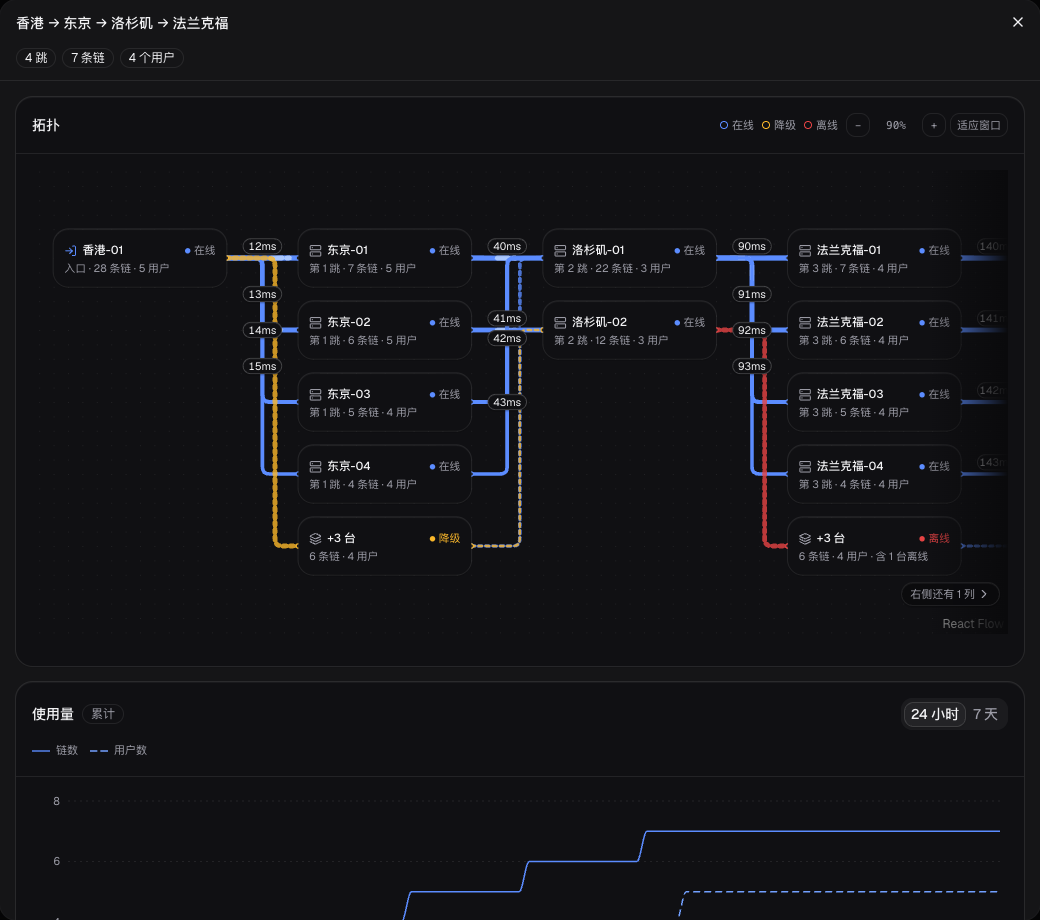 香港 → 东京 → 洛杉矶 → 法兰克福
4 跳 7 条链 4 个用户
拓扑
在线 降级 离线 − 90% + 适应窗口
香港-01 在线
入口 · 28 条链 · 5 用户
12ms
13ms
14ms
15ms
东京-01 在线
第 1 跳 · 7 条链 · 5 用户
东京-02 在线
第 1 跳 · 6 条链 · 5 用户
东京-03 在线
第 1 跳 · 5 条链 · 4 用户
东京-04 在线
第 1 跳 · 4 条链 · 4 用户
+3 台 降级
6 条链 · 4 用户
40ms
41ms
42ms
43ms
洛杉矶-01 在线
第 2 跳 · 22 条链 · 3 用户
洛杉矶-02 在线
第 2 跳 · 12 条链 · 3 用户
90ms
91ms
92ms
93ms
法兰克福-01 在线
第 3 跳 · 7 条链 · 4 用户
法兰克福-02 在线
第 3 跳 · 6 条链 · 4 用户
法兰克福-03 在线
第 3 跳 · 5 条链 · 4 用户
法兰克福-04 在线
第 3 跳 · 4 条链 · 4 用户
+3 台 离线
6 条链 · 4 用户 · 含 1 台离线
右侧还有 1 列
React Flow
使用量 累计
24 小时 7 天
链数 用户数
8
6